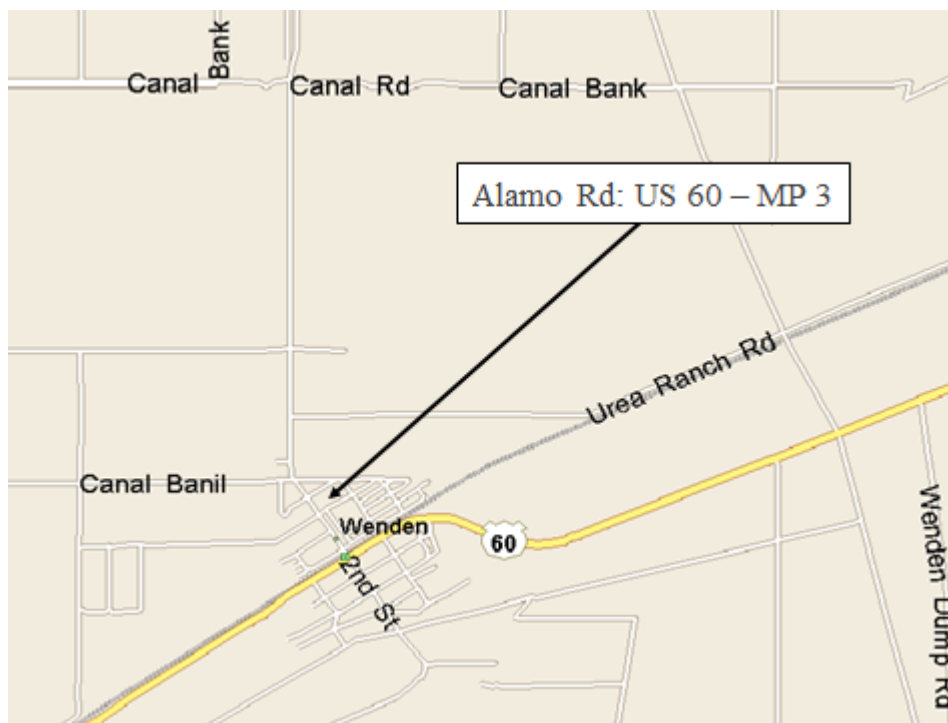 Canal Bank
Canal Rd
Canal Bank
Alamo Rd: US 60 – MP 3
Urea Ranch Rd
Canal Banil
Wenden
60
2nd St
Wenden Dump Rd